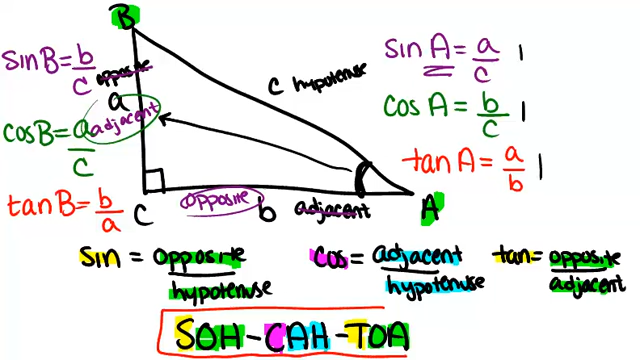 B
sin B = b/c
opposite
a
adjacent
cos B = a/c
tan B = b/a
C
opposite
b
adjacent
A
c hypotenuse
sin A = a/c |
cos A = b/c |
tan A = a/b |
sin = opposite/hypotenuse cos = adjacent/hypotenuse tan = opposite/adjacent
SOH-CAH-TOA